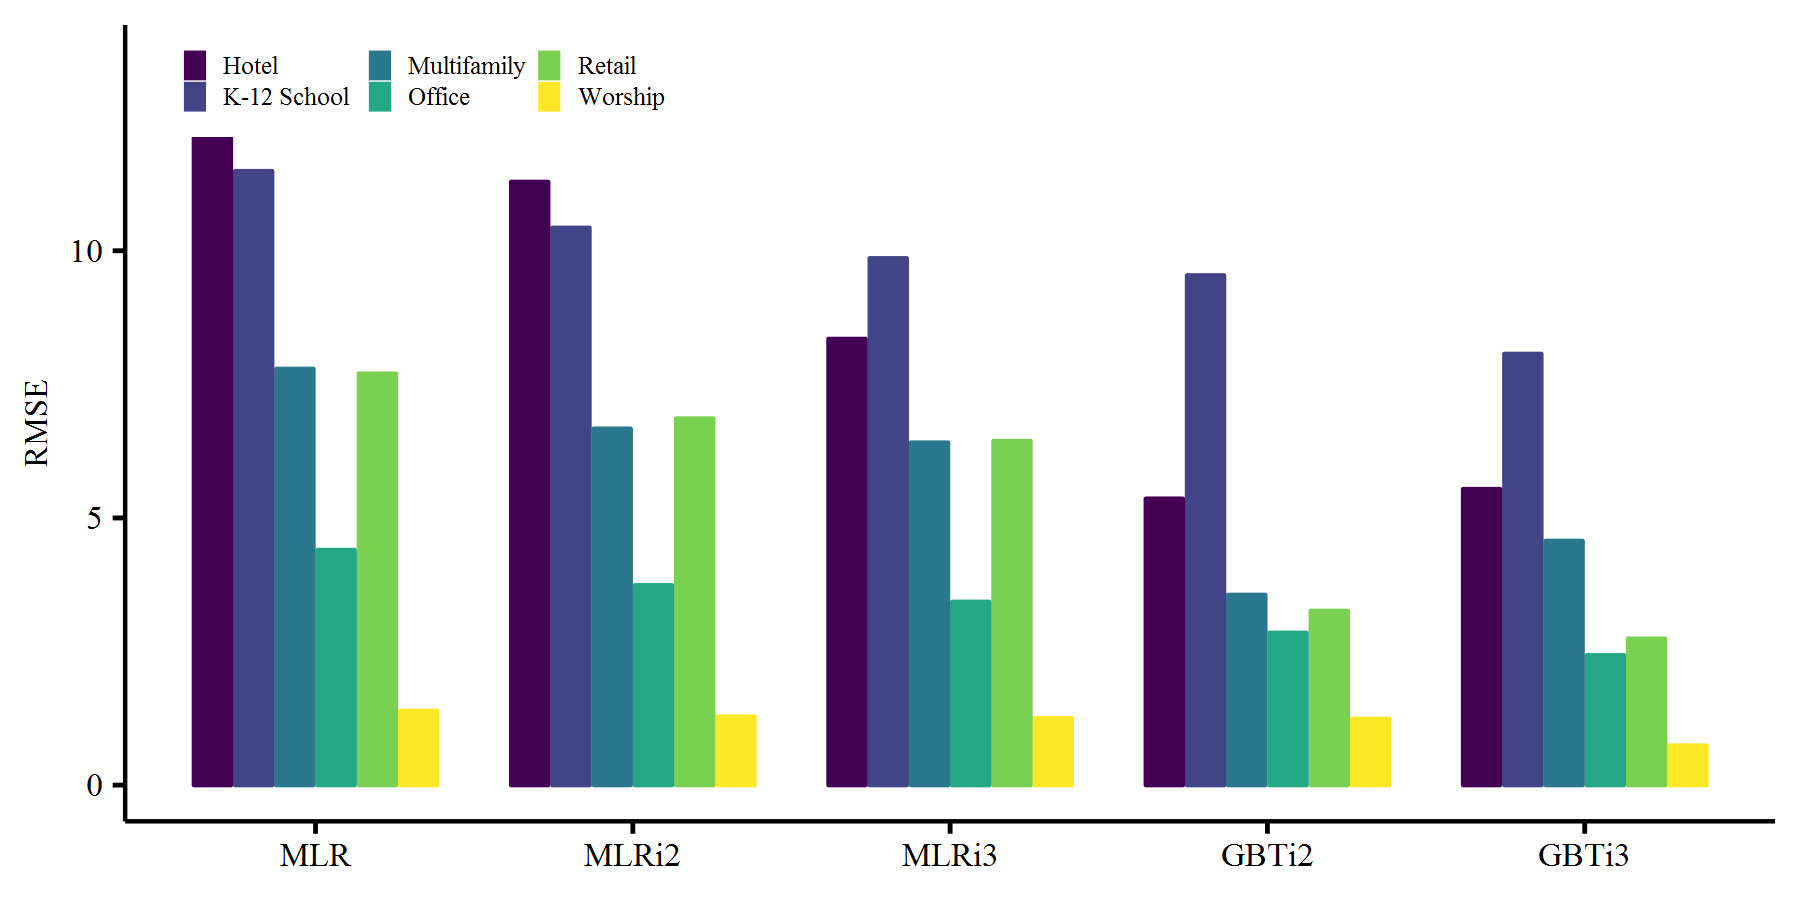 Hotel Multifamily Retail
K-12 School Office Worship
10
5
0
RMSE
MLR MLRi2 MLRi3 GBTi2 GBTi3